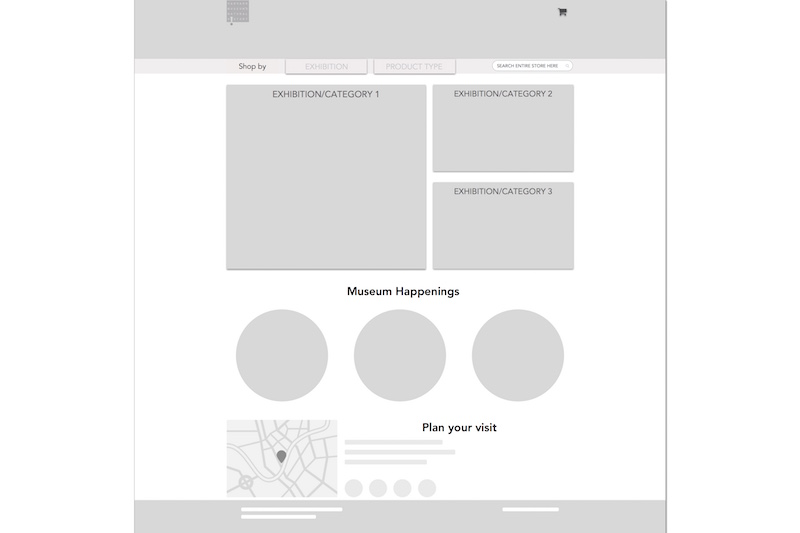 Shop by
EXHIBITION
PRODUCT TYPE
SEARCH ENTIRE STORE HERE
EXHIBITION/CATEGORY 1
EXHIBITION/CATEGORY 2
EXHIBITION/CATEGORY 3
Museum Happenings
Plan your visit